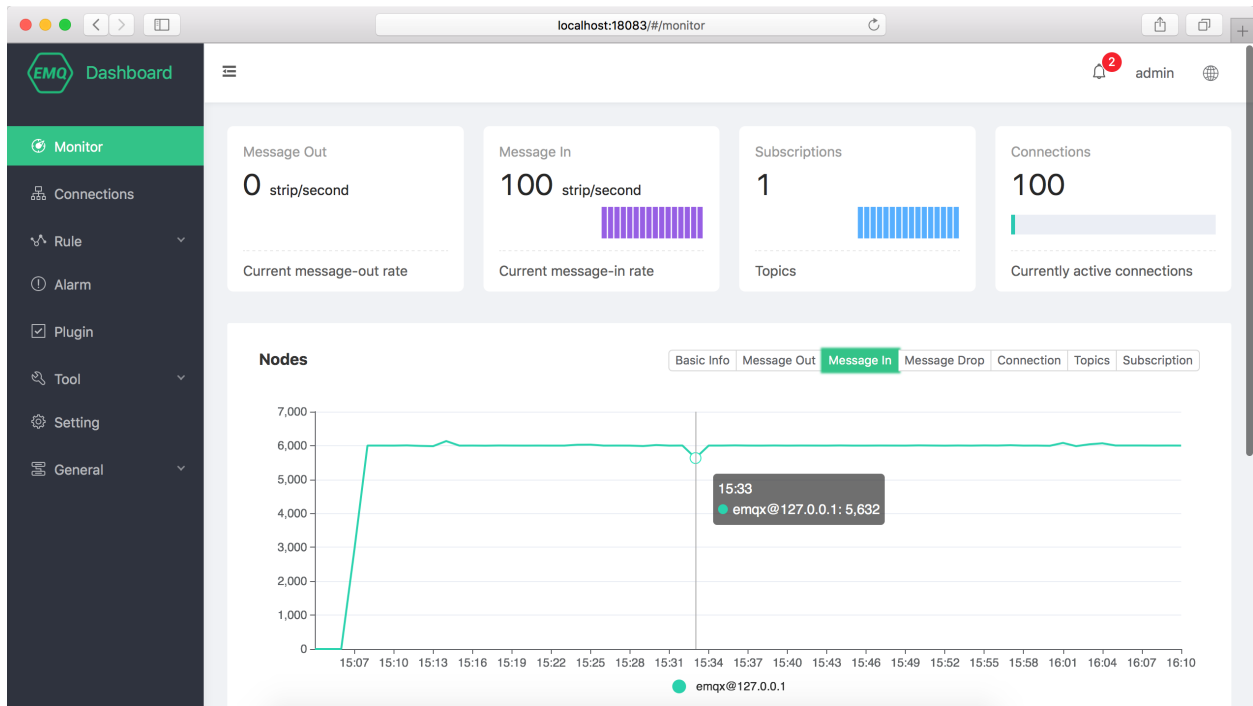 localhost:18083/#/monitor
EMQ Dashboard
2
admin
Monitor
Connections
Rule
Alarm
Plugin
Tool
Setting
General
Message Out
0 strip/second
Current message-out rate
Message In
100 strip/second
Current message-in rate
Subscriptions
1
Topics
Connections
100
Currently active connections
Nodes
Basic Info Message Out Message In Message Drop Connection Topics Subscription
7,000
6,000
5,000
4,000
3,000
2,000
1,000
0
15:33
emqx@127.0.0.1: 5,632
15:07 15:10 15:13 15:16 15:19 15:22 15:25 15:28 15:31 15:34 15:37 15:40 15:43 15:46 15:49 15:52 15:55 15:58 16:01 16:04 16:07 16:10
emqx@127.0.0.1